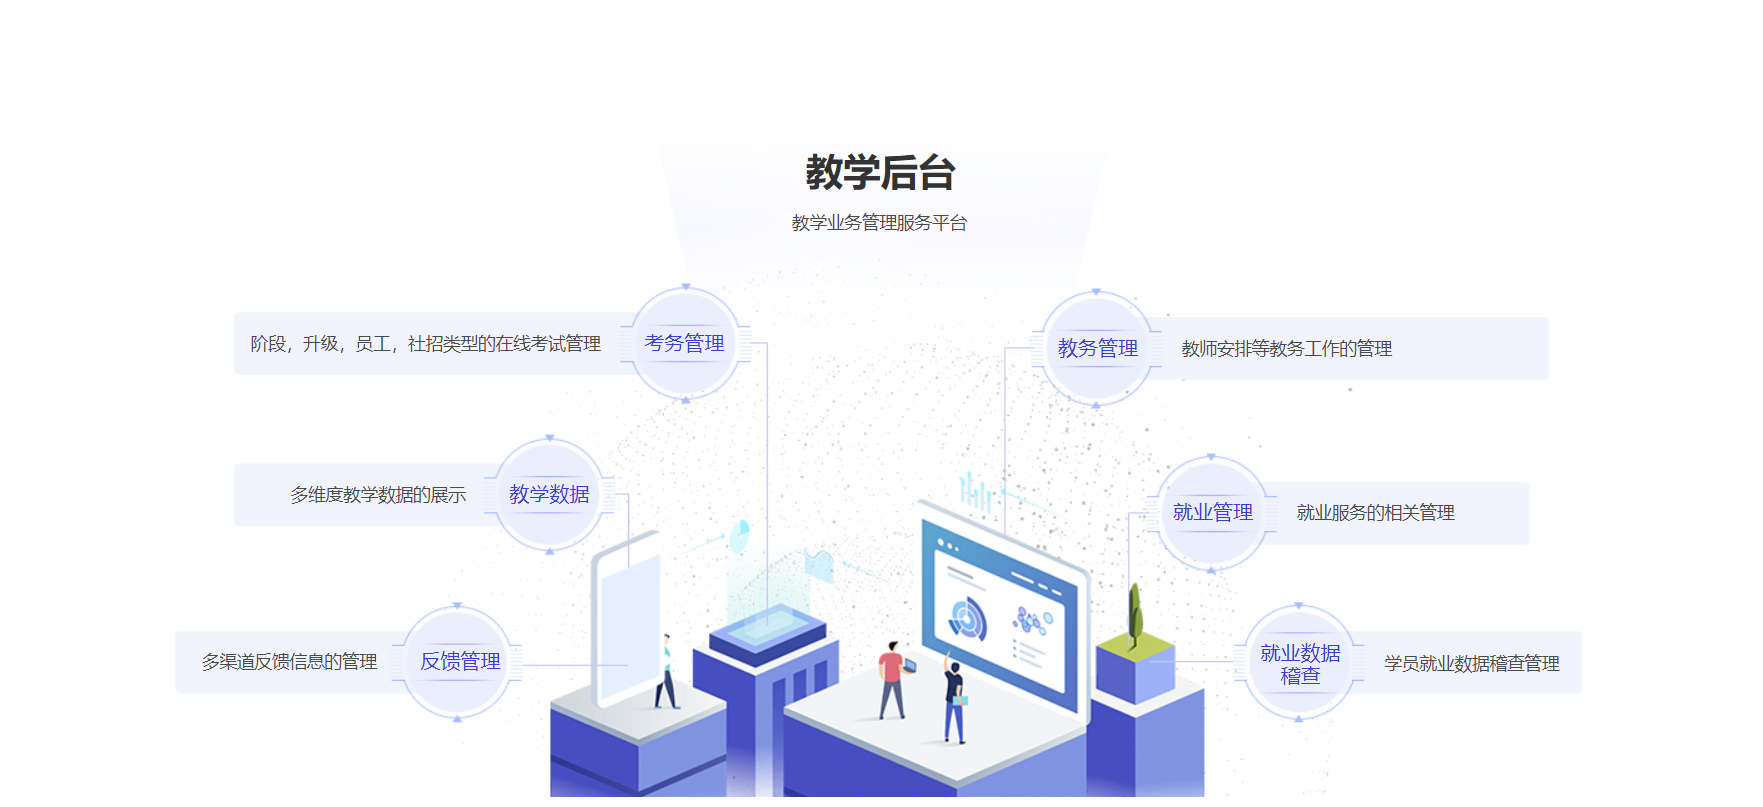 教学后台
教学业务管理服务平台
阶段，升级，员工，社招类型的在线考试管理
考务管理
教务管理
教师安排等教务工作的管理
多维度教学数据的展示
教学数据
就业管理
就业服务的相关管理
多渠道反馈信息的管理
反馈管理
就业数据
稽查
学员就业数据稽查管理